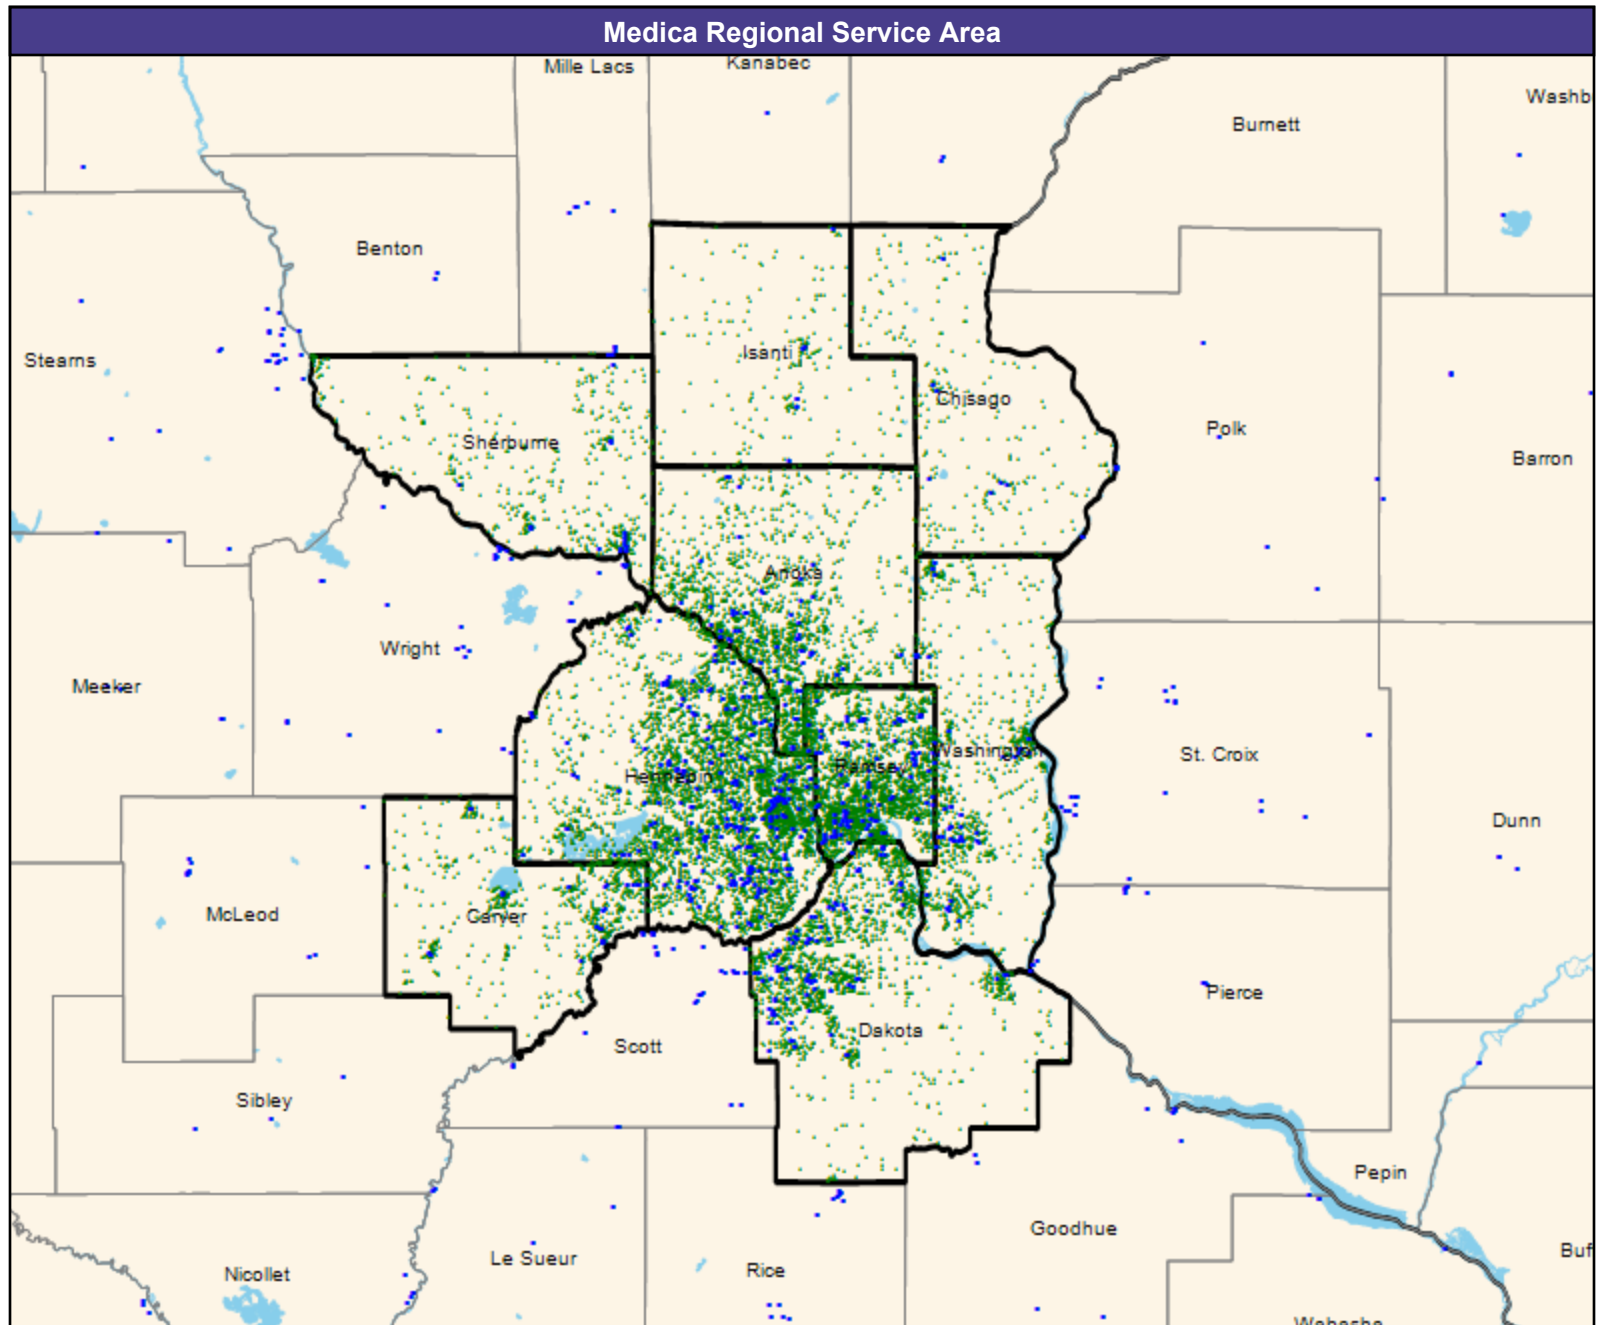 Medica Regional Service Area
Mille Lacs
Kanabec
Washb
Burnett
Benton
Stearns
Isanti
Chisago
Polk
Sherburne
Barron
Anoka
Wright
Meeker
Washington
St. Croix
Ramsey
Hennepin
Dunn
McLeod
Carver
Pierce
Dakota
Scott
Sibley
Pepin
Goodhue
Buf
Le Sueur
Rice
Nicollet
Wabasha